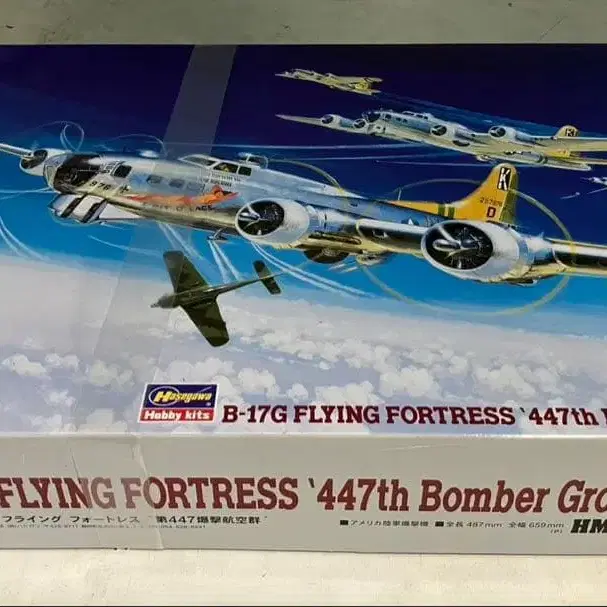 K
K
297976
D
976
Hasegawa
Hobby kits
B-17G FLYING FORTRESS '447th
FLYING FORTRESS '447th Bomber Gro
フライング フォートレス "第447爆撃航空群"
■アメリカ陸軍爆撃機 ■全長 487mm 全幅 659mm
(P) HM